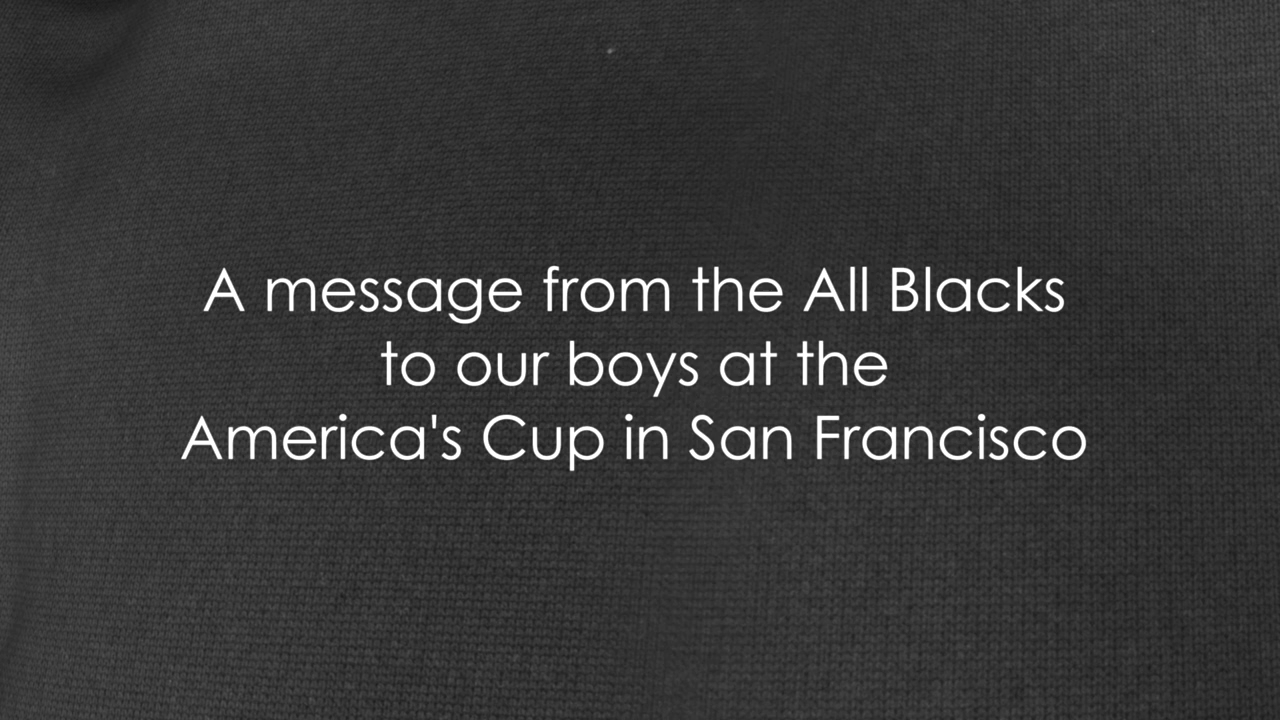 A message from the All Blacks
to our boys at the
America's Cup in San Francisco